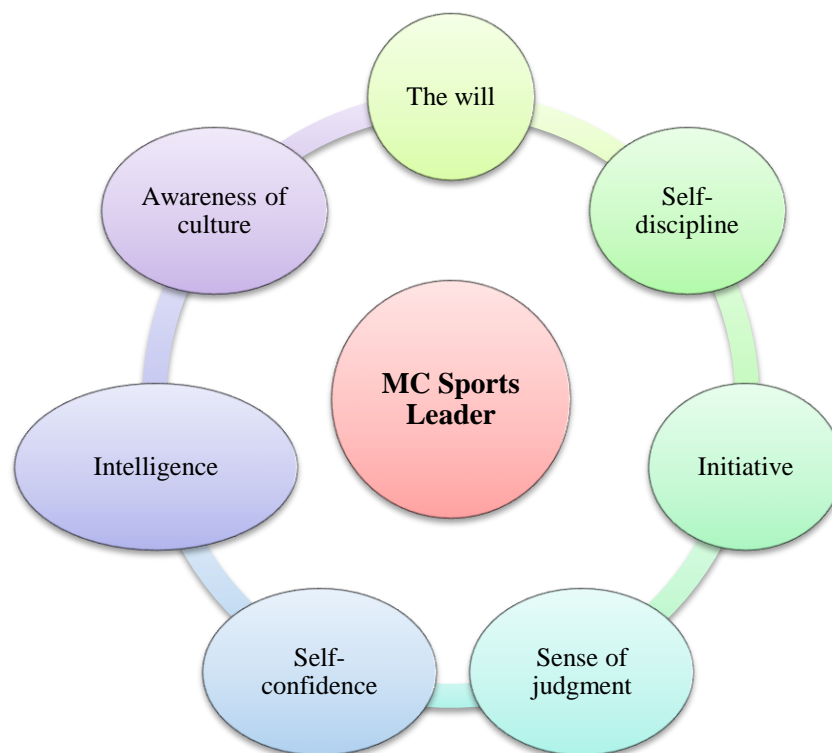 The will
Self-
discipline
Initiative
Sense of
judgment
Self-
confidence
Intelligence
Awareness of
culture
MC Sports
Leader